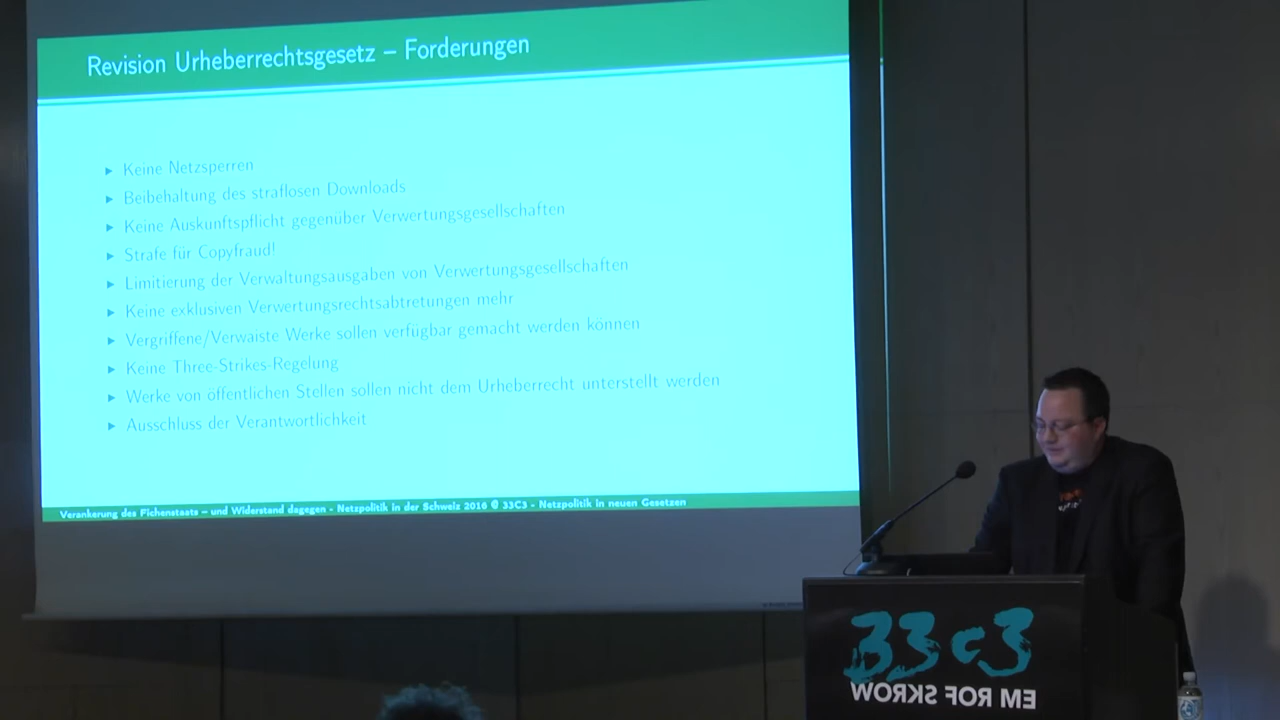 Revision Urheberrechtsgesetz – Forderungen
▶ Keine Netzsperren
▶ Beibehaltung des straflosen Downloads
▶ Keine Auskunftspflicht gegenüber Verwertungsgesellschaften
▶ Strafe für Copyfraud!
▶ Limitierung der Verwaltungsausgaben von Verwertungsgesellschaften
▶ Keine exklusiven Verwertungsrechtsabtretungen mehr
▶ Vergriffene/Verwaiste Werke sollen verfügbar gemacht werden können
▶ Keine Three-Strikes-Regelung
▶ Werke von öffentlichen Stellen sollen nicht dem Urheberrecht unterstellt werden
▶ Ausschluss der Verantwortlichkeit
Verankerung des Fichenstaats – und Widerstand dagegen - Netzpolitik in der Schweiz 2016 @ 33C3 - Netzpolitik in neuen Gesetzen
33c3
WORKS FOR ME